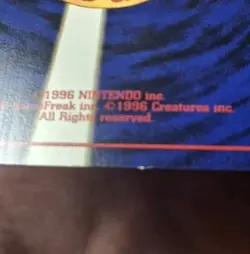 ©1996 NINTENDO inc.
Freak inc. ©1996 Creatures inc.
All Rights reserved.